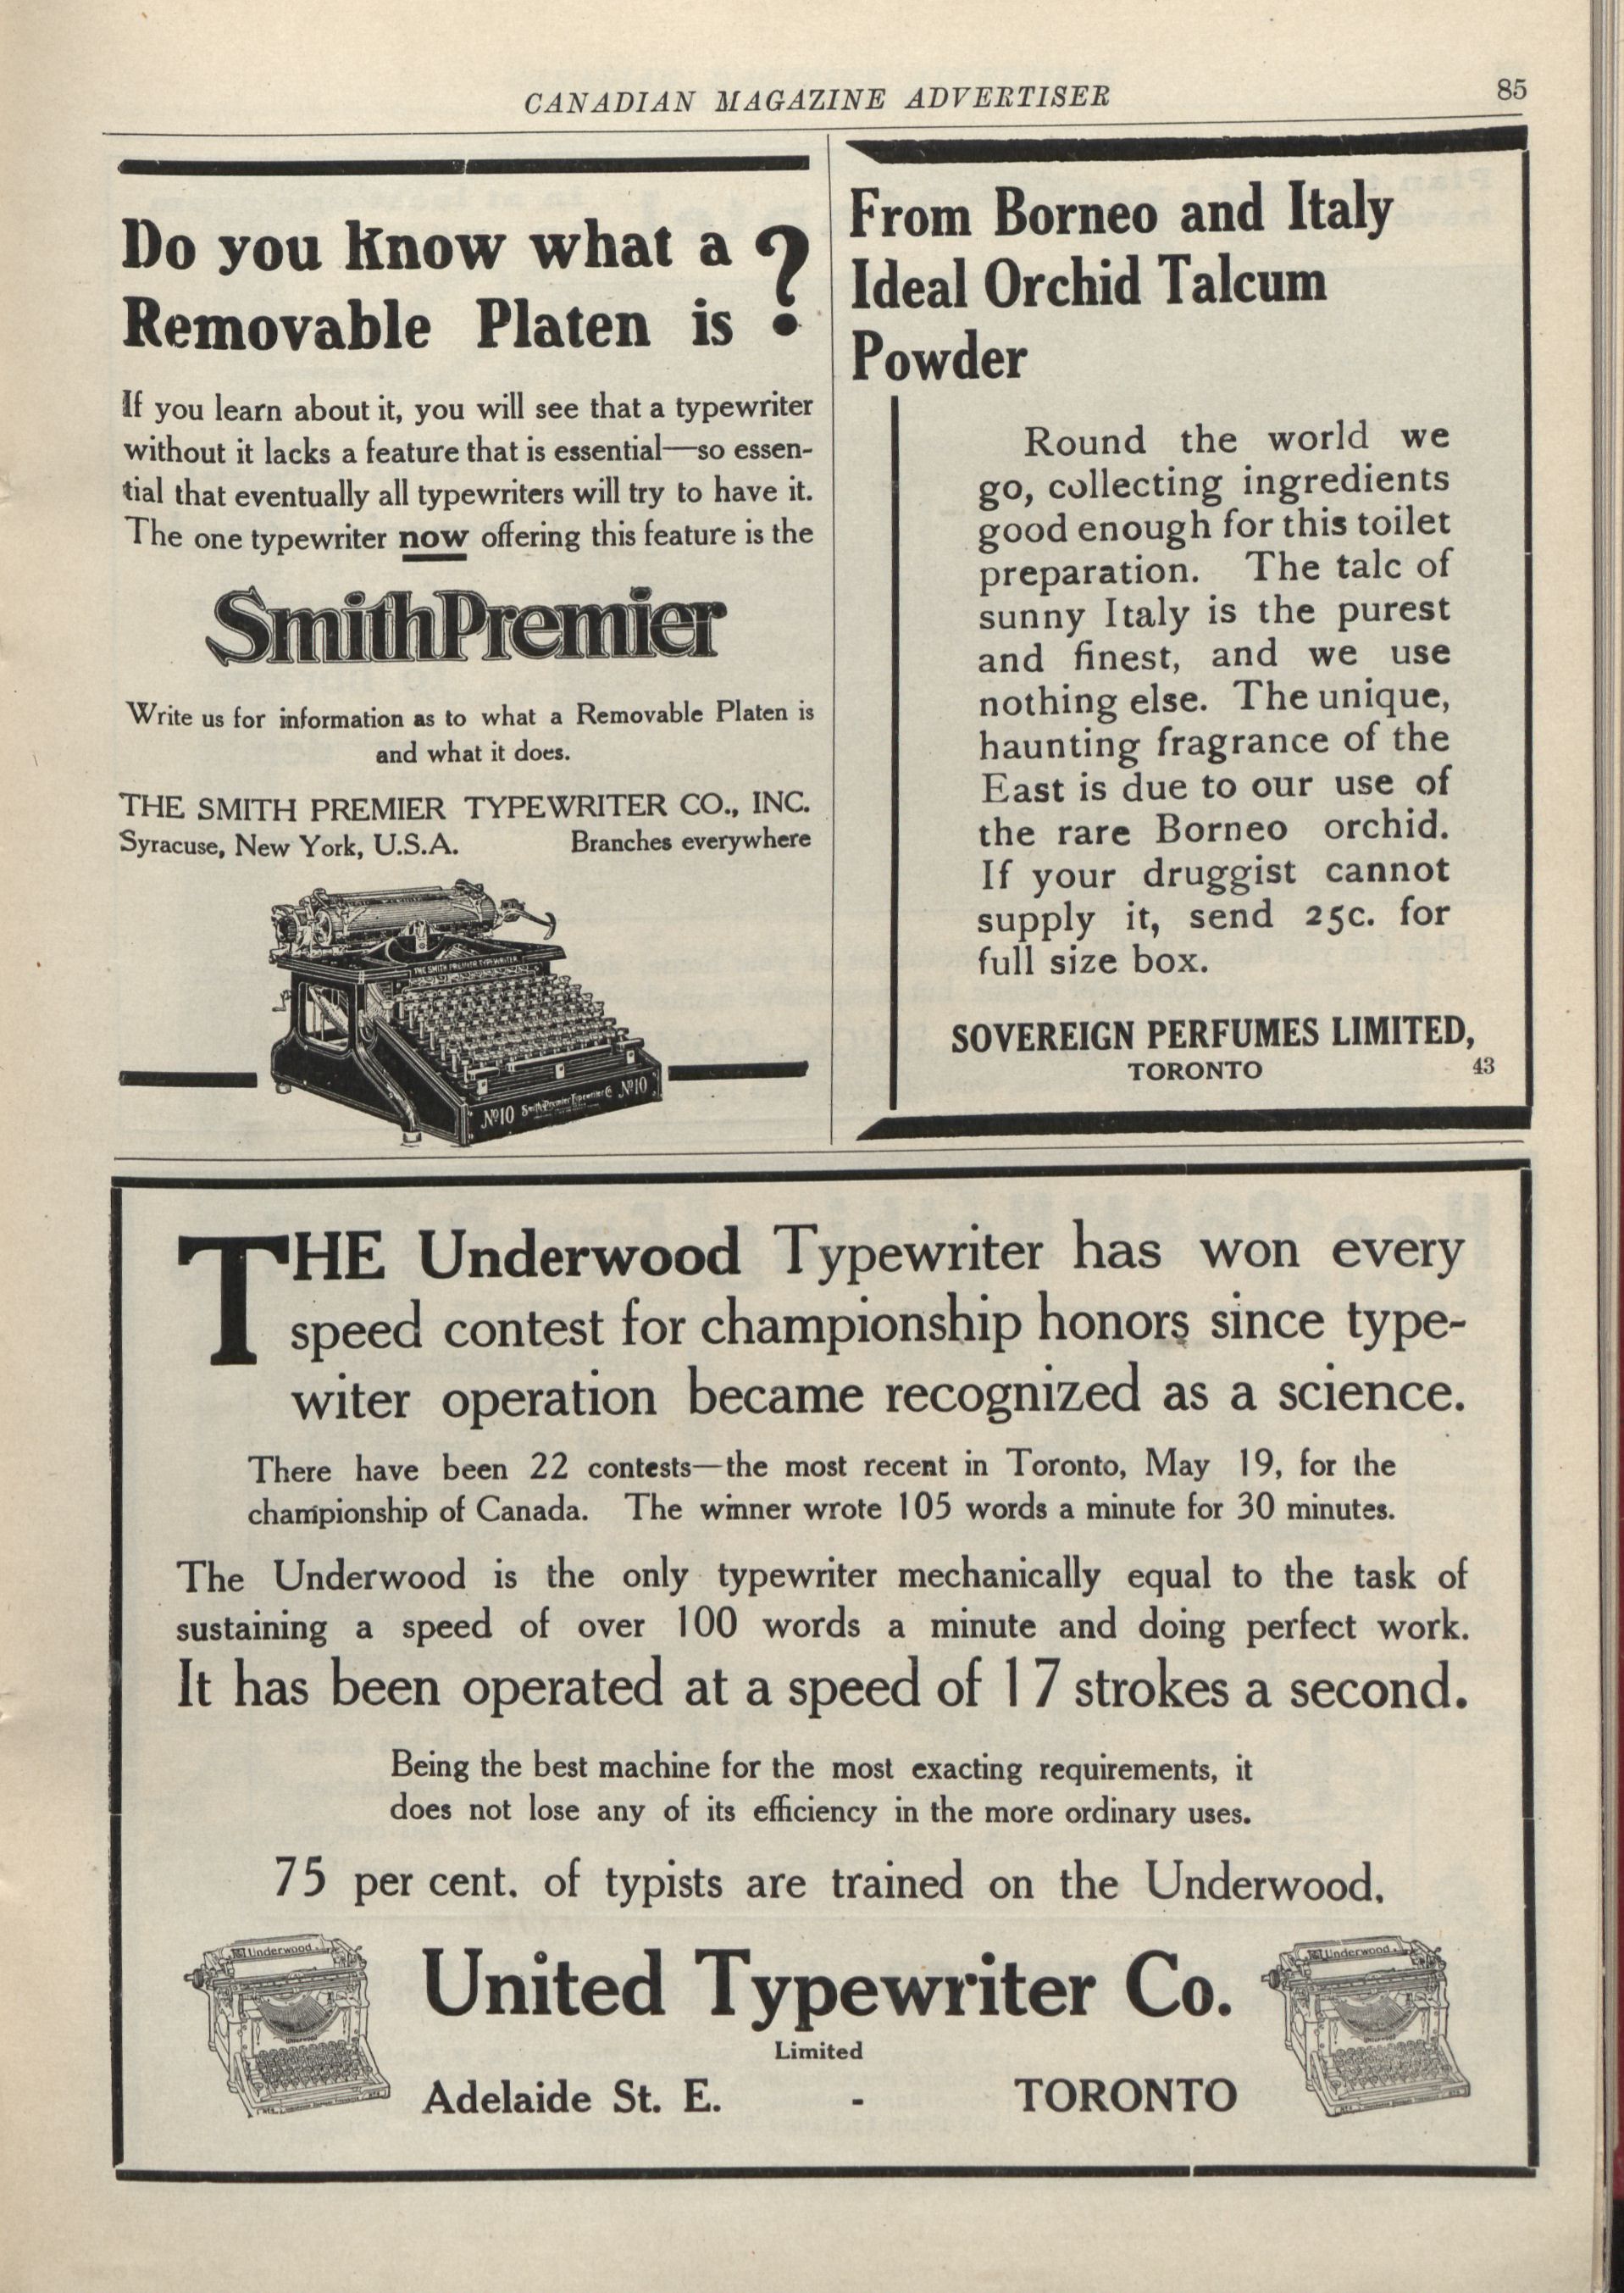 CANADIAN MAGAZINE ADVERTISER
85
Do you know what a
Removable Platen is ?
If you learn about it, you will see that a typewriter
without it lacks a feature that is essential—so essen-
tial that eventually all typewriters will try to have it.
The one typewriter now offering this feature is the
Smith Premier
Write us for information as to what a Removable Platen is
and what it does.
THE SMITH PREMIER TYPEWRITER CO., INC.
Syracuse, New York, U.S.A. Branches everywhere
THE SMITH PREMIER TYPEWRITER
No10 Smith Premier Typewriter Co No10
From Borneo and Italy
Ideal Orchid Talcum
Powder
Round the world we
go, collecting ingredients
good enough for this toilet
preparation. The talc of
sunny Italy is the purest
and finest, and we use
nothing else. The unique,
haunting fragrance of the
East is due to our use of
the rare Borneo orchid.
If your druggist cannot
supply it, send 25c. for
full size box.
SOVEREIGN PERFUMES LIMITED,
TORONTO 43
THE Underwood Typewriter has won every
speed contest for championship honors since type-
witer operation became recognized as a science.
There have been 22 contests—the most recent in Toronto, May 19, for the
championship of Canada. The winner wrote 105 words a minute for 30 minutes.
The Underwood is the only typewriter mechanically equal to the task of
sustaining a speed of over 100 words a minute and doing perfect work.
It has been operated at a speed of 17 strokes a second.
Being the best machine for the most exacting requirements, it
does not lose any of its efficiency in the more ordinary uses.
75 per cent. of typists are trained on the Underwood.
Underwood
United Typewriter Co.
Limited
Adelaide St. E. - TORONTO
Underwood